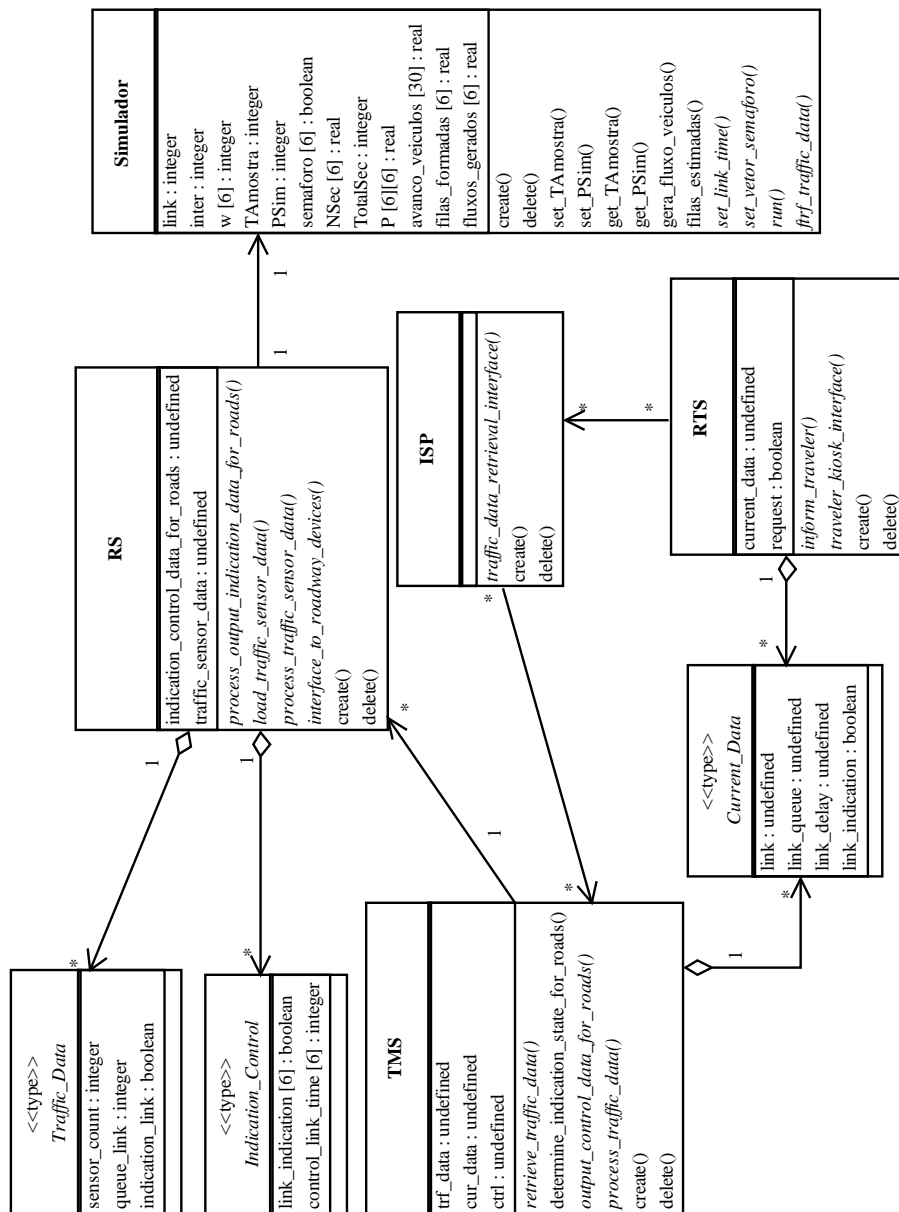 <<type>>
Traffic_Data
sensor_count : integer
queue_link : integer
indication_link : boolean
*
1
RS
indication_control_data_for_roads : undefined
traffic_sensor_data : undefined
process_output_indication_data_for_roads()
load_traffic_sensor_data()
process_traffic_sensor_data()
interface_to_roadway_devices()
create()
delete()
1
1
Simulador
link : integer
inter : integer
w [6] : integer
TAmostra : integer
PSim : integer
semaforo [6] : boolean
NSec [6] : real
TotalSec : integer
P [6][6] : real
avanco_veiculos [30] : real
filas_formadas [6] : real
fluxos_gerados [6] : real
create()
delete()
set_TAmostra()
set_PSim()
get_TAmostra()
get_PSim()
gera_fluxo_veiculos()
filas_estimadas()
set_link_time()
set_vetor_semaforo()
run()
ftrf_traffic_data()
<<type>>
Indication_Control
link_indication [6] : boolean
control_link_time [6] : integer
*
1
TMS
trf_data : undefined
cur_data : undefined
ctrl : undefined
retrieve_traffic_data()
determine_indication_state_for_roads()
output_control_data_for_roads()
process_traffic_data()
create()
delete()
1
*
*
*
ISP
traffic_data_retrieval_interface()
create()
delete()
*
*
1
*
<<type>>
Current_Data
link : undefined
link_queue : undefined
link_delay : undefined
link_indication : boolean
*
1
RTS
current_data : undefined
request : boolean
inform_traveler()
traveler_kiosk_interface()
create()
delete()